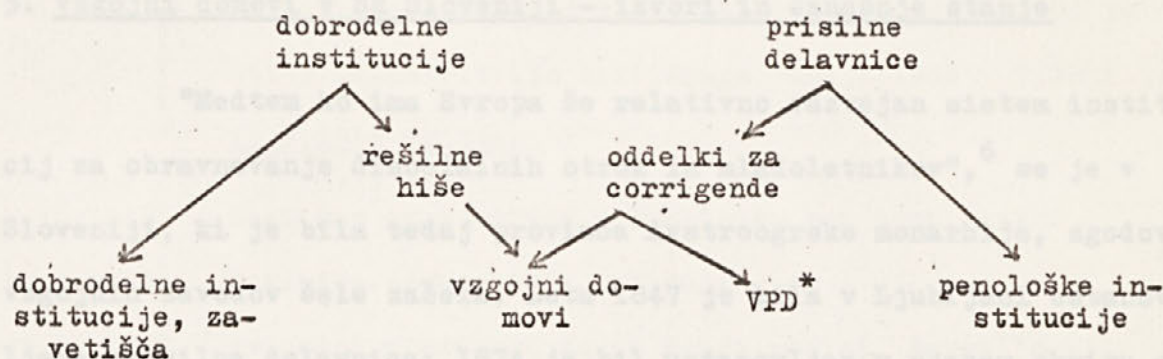 dobrodelne
institucije
prisilne
delavnice
rešilne
hiše
oddelki za
corrigende
dobrodelne in-
stitucije, za-
vetišča
vzgojni do-
movi
VPD*
penološke in-
stitucije